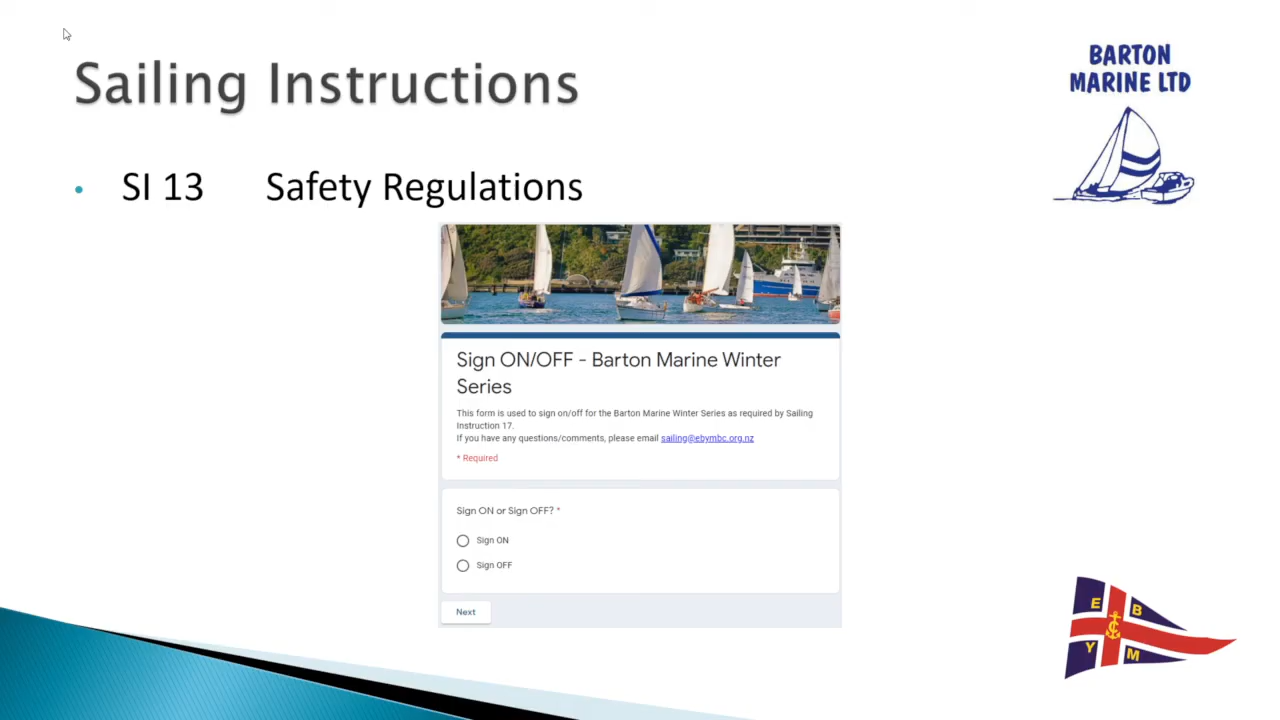 Sailing Instructions
BARTON
MARINE LTD
• SI 13 Safety Regulations
Sign ON/OFF - Barton Marine Winter
Series
This form is used to sign on/off for the Barton Marine Winter Series as required by Sailing
Instruction 17.
If you have any questions/comments, please email sailing@ebymbc.org.nz
* Required
Sign ON or Sign OFF? *
Sign ON
Sign OFF
Next
E B
Y M